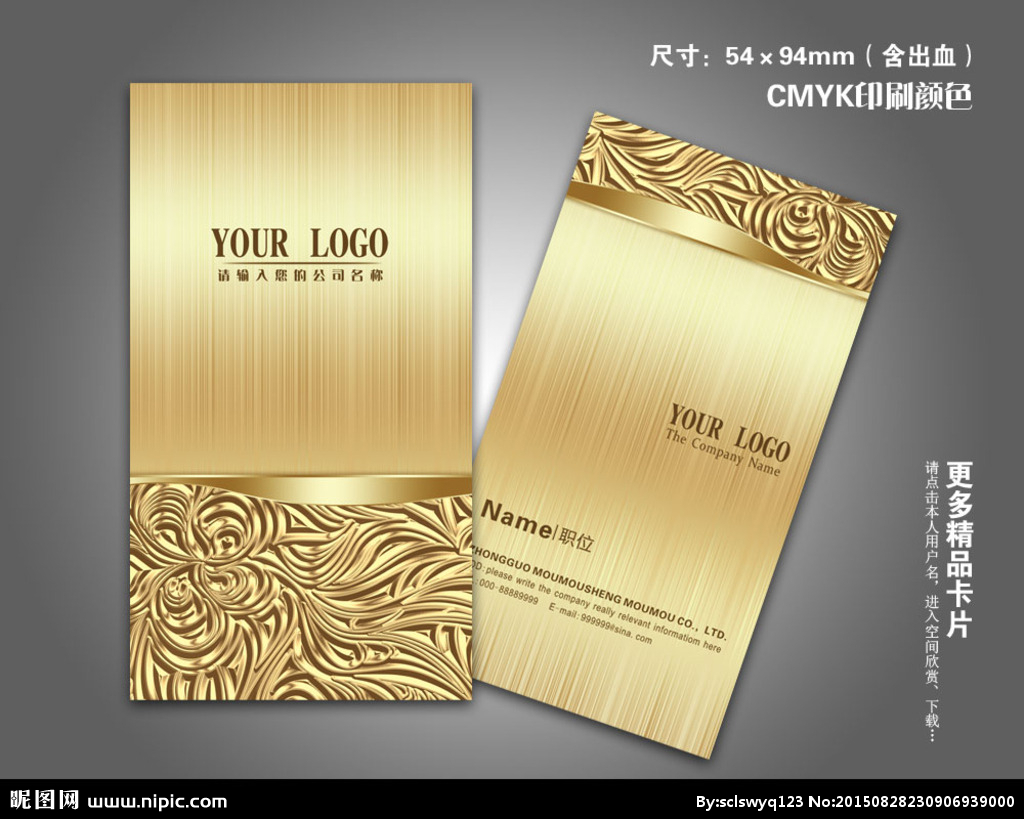 尺寸：54×94mm（含出血）
CMYK印刷颜色
YOUR LOGO
请输入您的公司名称
YOUR LOGO
The Company Name
Name|职位
ZHONGGUO MOUMOUSHENG MOUMOU CO., LTD.
DD:please write the company really relevant informatiom here
:000-88889999 E-mail:999999@sina.com
更多精品卡片
请点击本人用户名，进入空间欣赏、下载…
昵图网 www.nipic.com
By:sclswyq123 No:20150828230906939000